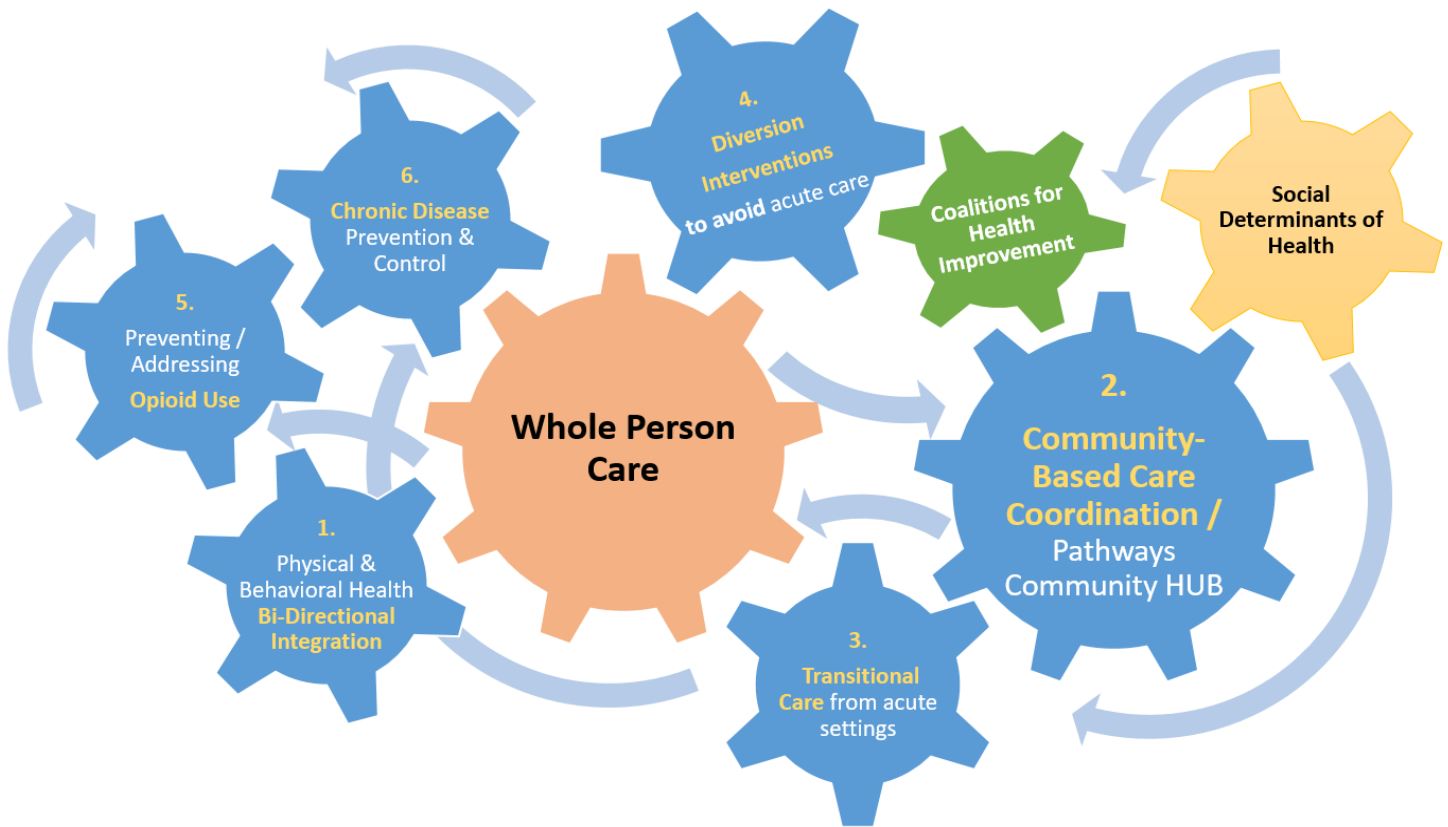 4.
Diversion
Interventions
to avoid acute care
6.
Chronic Disease
Prevention &
Control
Coalitions for
Health
Improvement
Social
Determinants of
Health
5.
Preventing /
Addressing
Opioid Use
Whole Person
Care
2.
Community-
Based Care
Coordination /
Pathways
Community HUB
1.
Physical &
Behavioral Health
Bi-Directional
Integration
3.
Transitional
Care from acute
settings